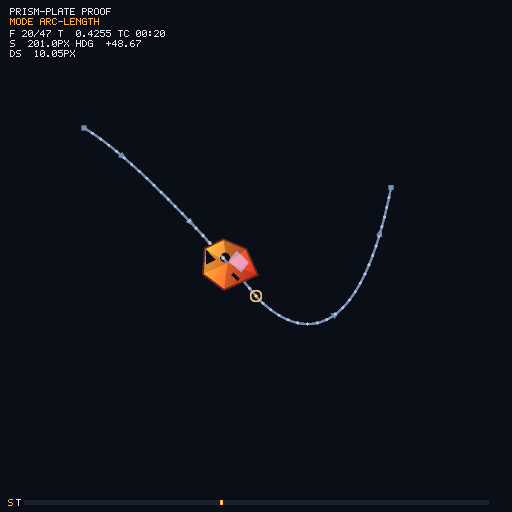 PRISM-PLATE PROOF
MODE ARC-LENGTH
F 20/47 T  0.4255 TC 00:20
S  201.0PX HDG  +48.67
DS  10.05PX
ST